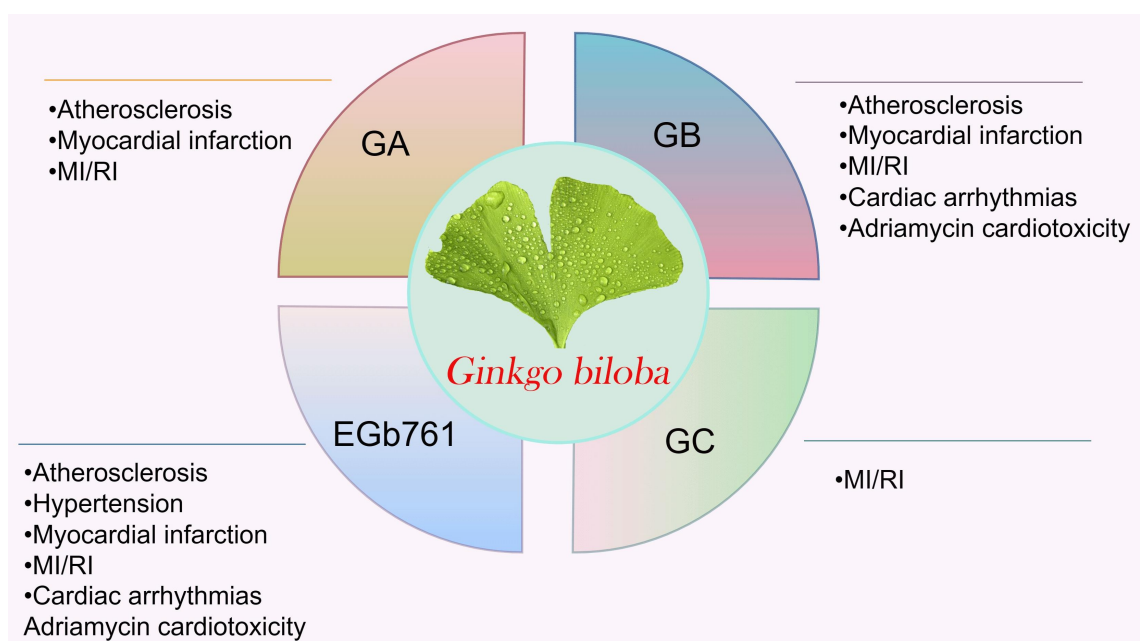 GA
•Atherosclerosis
•Myocardial infarction
•MI/RI
GB
•Atherosclerosis
•Myocardial infarction
•MI/RI
•Cardiac arrhythmias
•Adriamycin cardiotoxicity
Ginkgo biloba
EGb761
•Atherosclerosis
•Hypertension
•Myocardial infarction
•MI/RI
•Cardiac arrhythmias
Adriamycin cardiotoxicity
GC
•MI/RI